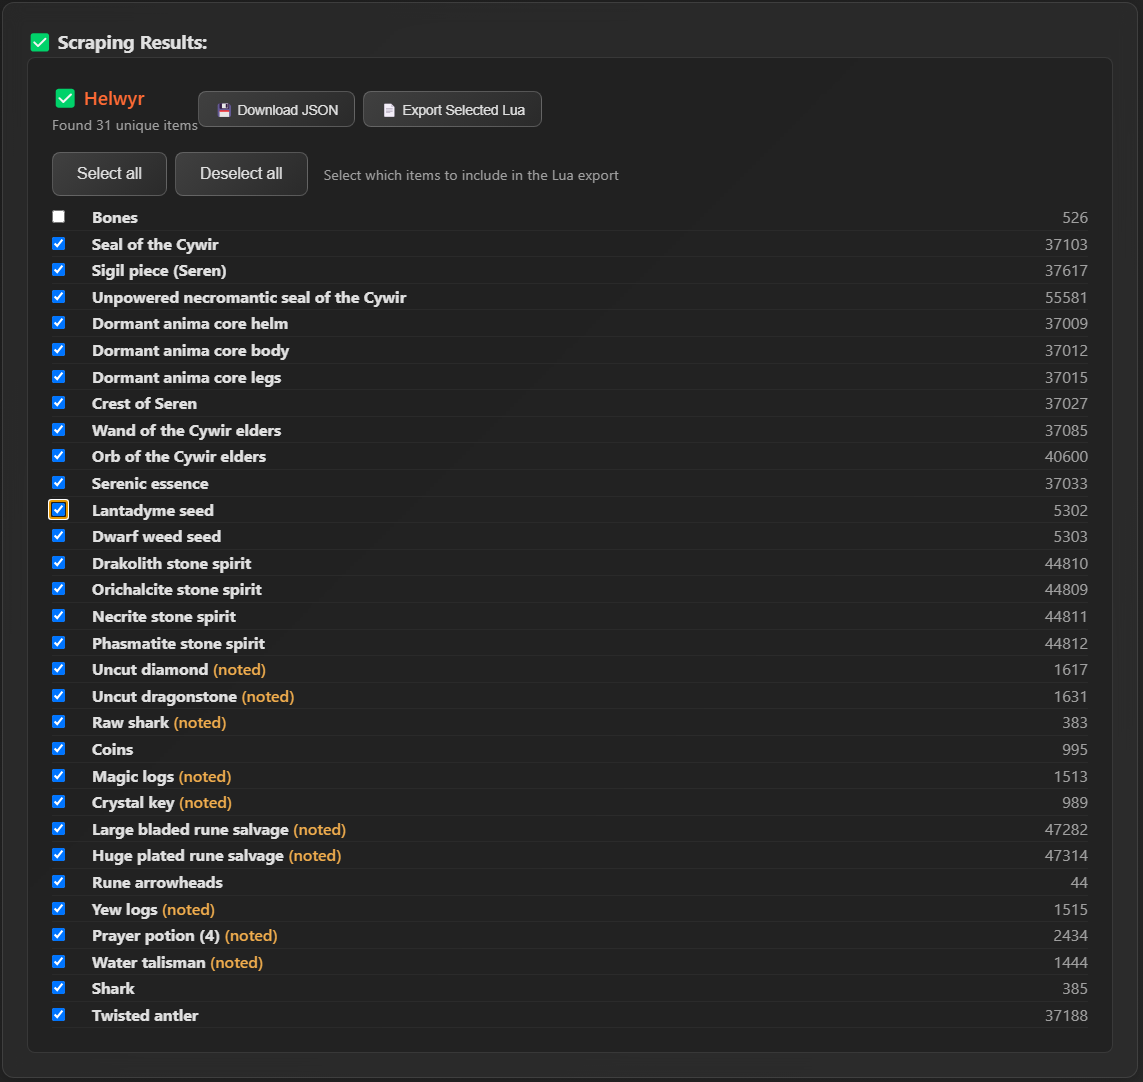 Scraping Results:
Helwyr
Found 31 unique items
Download JSON
Export Selected Lua
Select all
Deselect all
Select which items to include in the Lua export
Bones 526
Seal of the Cywir 37103
Sigil piece (Seren) 37617
Unpowered necromantic seal of the Cywir 55581
Dormant anima core helm 37009
Dormant anima core body 37012
Dormant anima core legs 37015
Crest of Seren 37027
Wand of the Cywir elders 37085
Orb of the Cywir elders 40600
Serenic essence 37033
Lantadyme seed 5302
Dwarf weed seed 5303
Drakolith stone spirit 44810
Orichalcite stone spirit 44809
Necrite stone spirit 44811
Phasmatite stone spirit 44812
Uncut diamond (noted) 1617
Uncut dragonstone (noted) 1631
Raw shark (noted) 383
Coins 995
Magic logs (noted) 1513
Crystal key (noted) 989
Large bladed rune salvage (noted) 47282
Huge plated rune salvage (noted) 47314
Rune arrowheads 44
Yew logs (noted) 1515
Prayer potion (4) (noted) 2434
Water talisman (noted) 1444
Shark 385
Twisted antler 37188